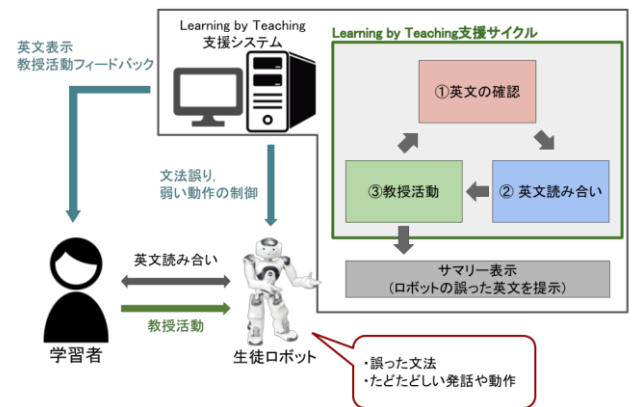 Learning by Teaching
支援システム
Learning by Teaching支援サイクル
英文表示
教授活動フィードバック
①英文の確認
文法誤り,
弱い動作の制御
③教授活動
② 英文読み合い
サマリー表示
(ロボットの誤った英文を提示)
英文読み合い
教授活動
学習者
生徒ロボット
・誤った文法
・たどたどしい発話や動作